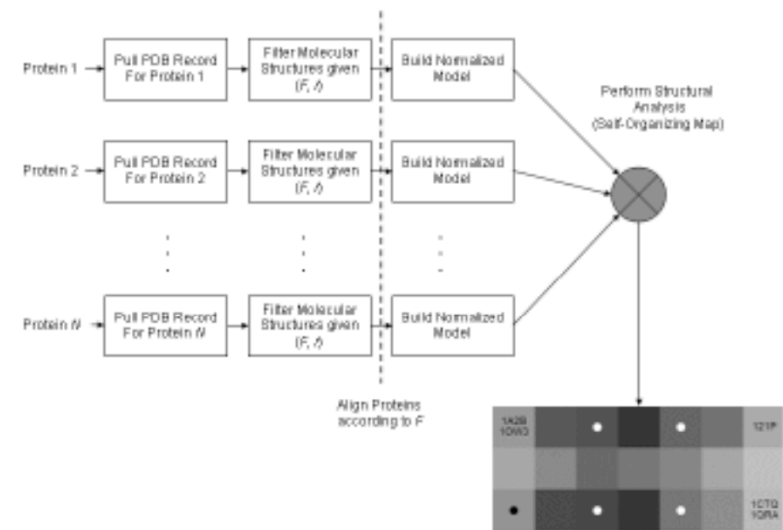 Protein 1
Pull PDB Record
For Protein 1
Filter Molecular
Structures given
(F, I)
Build Normalized
Model
Perform Structural
Analysis
(Self-Organizing Map)
Protein 2
Pull PDB Record
For Protein 2
Filter Molecular
Structures given
Build Normalized
Model
Protein N
Pull PDB Record
For Protein N
Filter Molecular
Structures given
Build Normalized
Model
Align Proteins
according to F
1A2B
1OW3
121P
1CTQ
1QRA